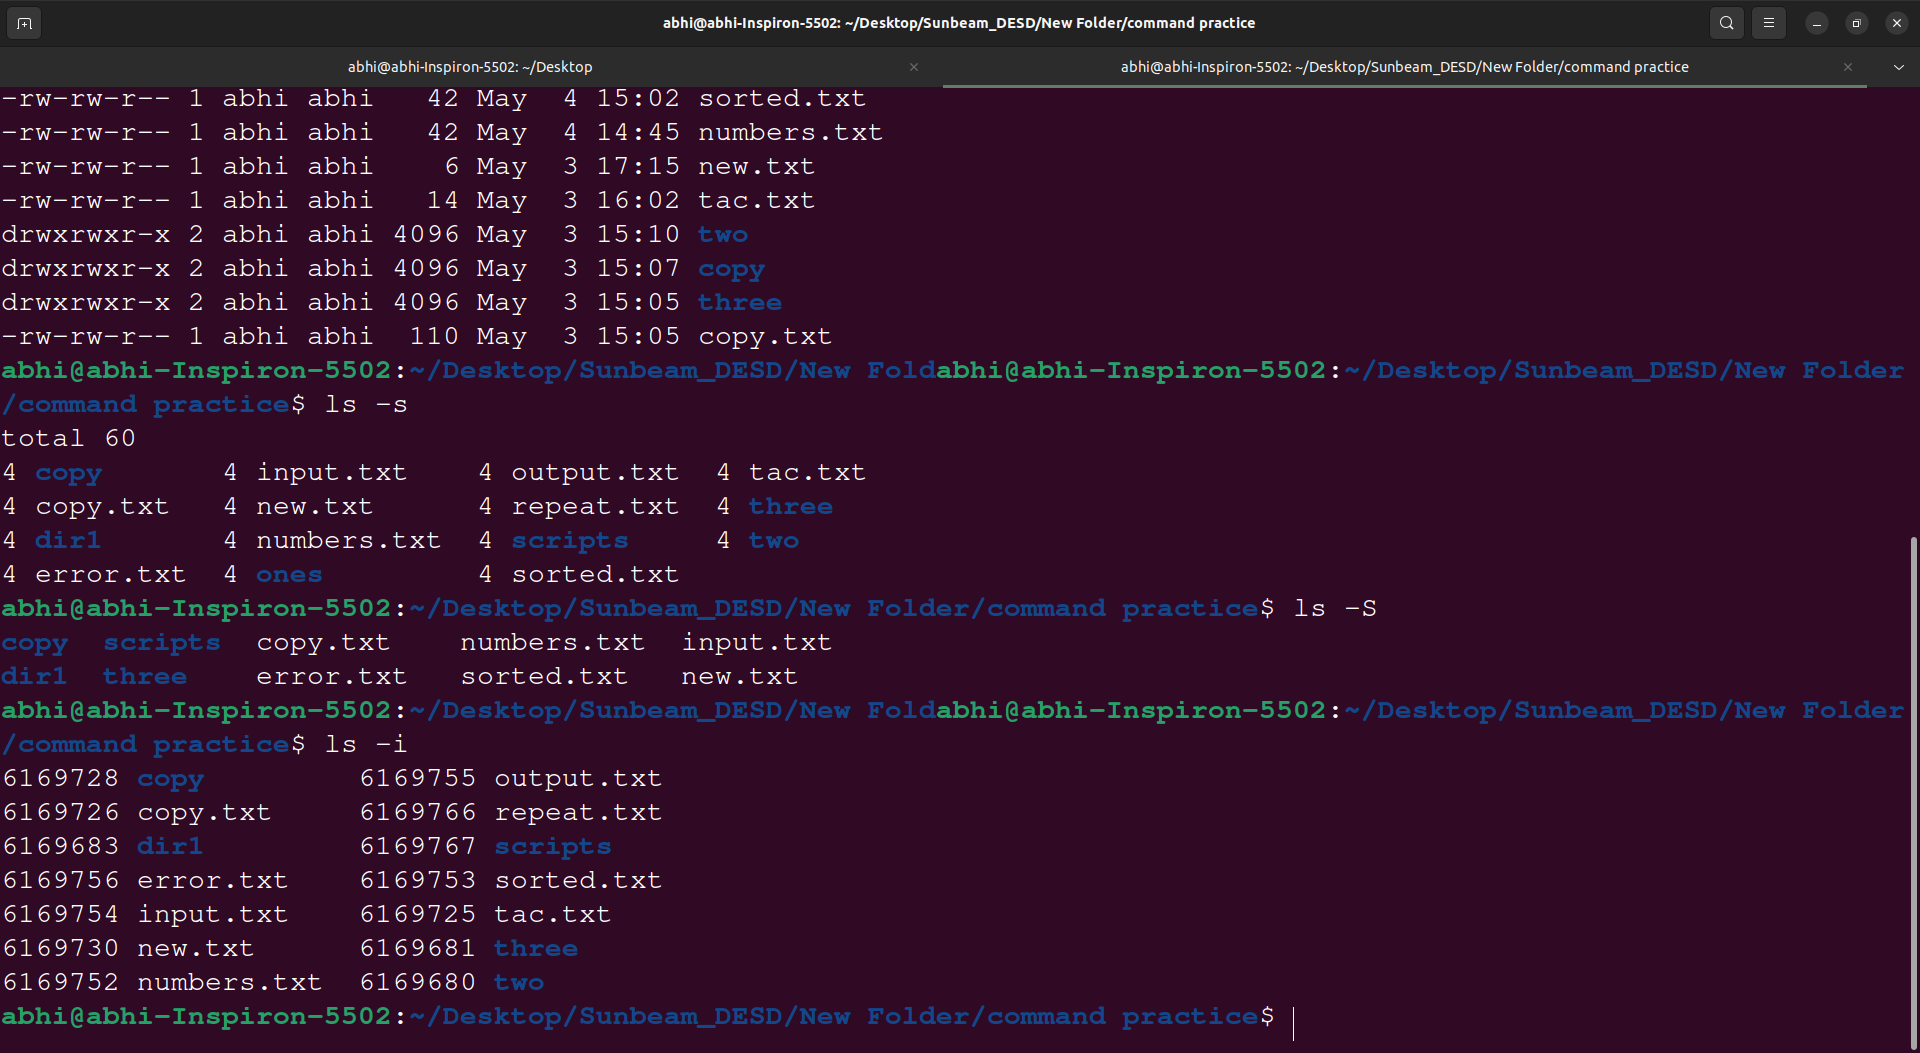 abhi@abhi-Inspiron-5502: ~/Desktop/Sunbeam_DESD/New Folder/command practice
abhi@abhi-Inspiron-5502: ~/Desktop
abhi@abhi-Inspiron-5502: ~/Desktop/Sunbeam_DESD/New Folder/command practice
-rw-rw-r-- 1 abhi abhi   42 May  4 15:02 sorted.txt
-rw-rw-r-- 1 abhi abhi   42 May  4 14:45 numbers.txt
-rw-rw-r-- 1 abhi abhi    6 May  3 17:15 new.txt
-rw-rw-r-- 1 abhi abhi   14 May  3 16:02 tac.txt
drwxrwxr-x 2 abhi abhi 4096 May  3 15:10 two
drwxrwxr-x 2 abhi abhi 4096 May  3 15:07 copy
drwxrwxr-x 2 abhi abhi 4096 May  3 15:05 three
-rw-rw-r-- 1 abhi abhi  110 May  3 15:05 copy.txt
abhi@abhi-Inspiron-5502:~/Desktop/Sunbeam_DESD/New Foldabhi@abhi-Inspiron-5502:~/Desktop/Sunbeam_DESD/New Folder
/command practice$ ls -s
total 60
4 copy       4 input.txt    4 output.txt  4 tac.txt
4 copy.txt   4 new.txt      4 repeat.txt  4 three
4 dir1       4 numbers.txt  4 scripts     4 two
4 error.txt  4 ones         4 sorted.txt
abhi@abhi-Inspiron-5502:~/Desktop/Sunbeam_DESD/New Folder/command practice$ ls -S
copy  scripts  copy.txt    numbers.txt  input.txt
dir1  three    error.txt   sorted.txt   new.txt
abhi@abhi-Inspiron-5502:~/Desktop/Sunbeam_DESD/New Foldabhi@abhi-Inspiron-5502:~/Desktop/Sunbeam_DESD/New Folder
/command practice$ ls -i
6169728 copy         6169755 output.txt
6169726 copy.txt     6169766 repeat.txt
6169683 dir1         6169767 scripts
6169756 error.txt    6169753 sorted.txt
6169754 input.txt    6169725 tac.txt
6169730 new.txt      6169681 three
6169752 numbers.txt  6169680 two
abhi@abhi-Inspiron-5502:~/Desktop/Sunbeam_DESD/New Folder/command practice$